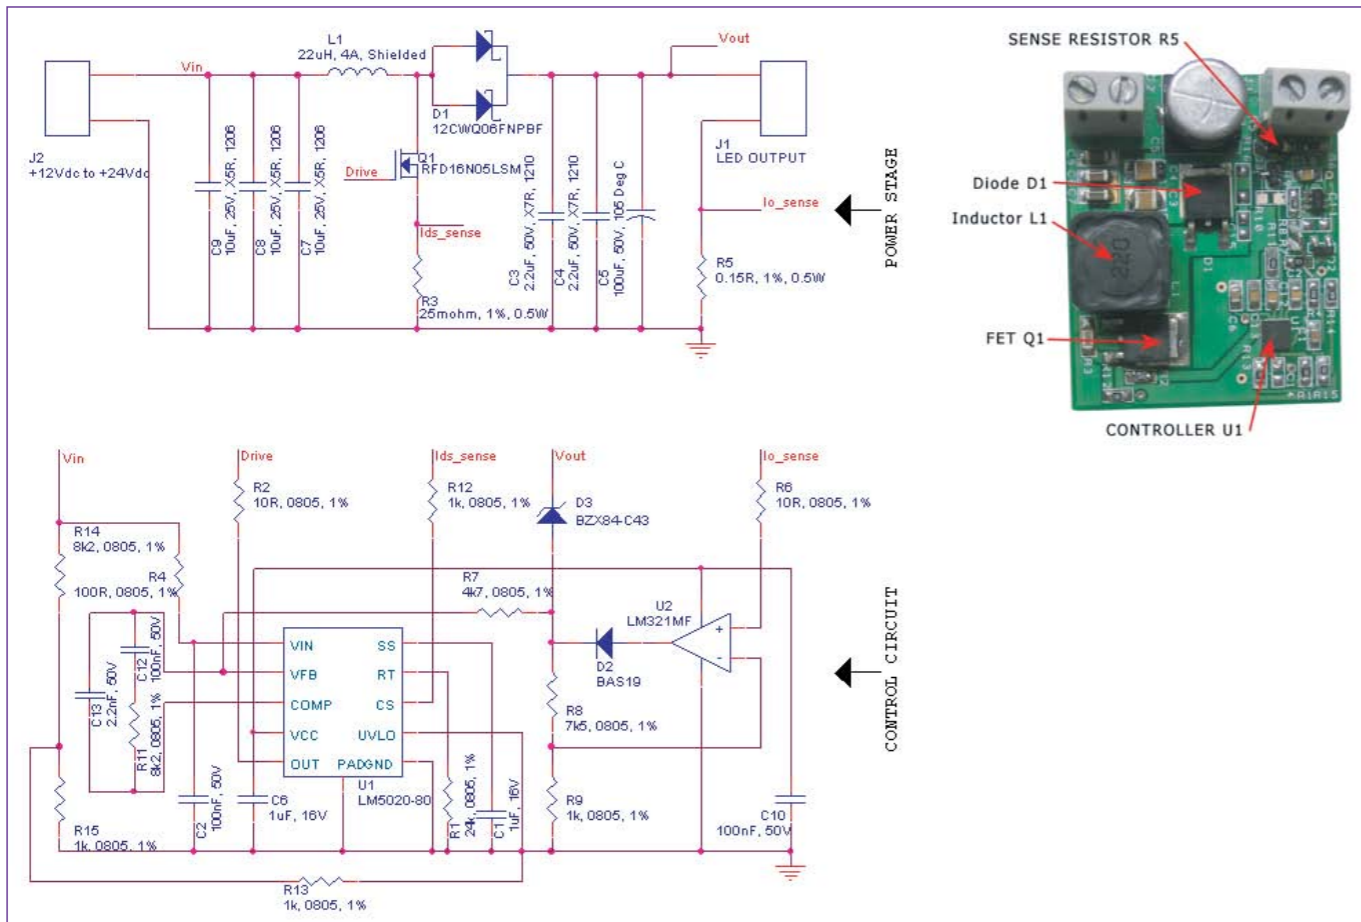 L1
22uH, 4A, Shielded
Vin
Vout
D1
12CWQ06FNPBF
J2
+12Vdc to +24Vdc
C9
10uF, 25V, X5R, 1206
C8
10uF, 25V, X5R, 1206
C7
10uF, 25V, X5R, 1206
Drive
Q1
RFD16N05LSM
Ids_sense
R3
25mohm, 1%, 0.5W
C3
2.2uF, 50V, X7R, 1210
C4
2.2uF, 50V, X7R, 1210
C5
100uF, 50V, 105 Deg C
J1
LED OUTPUT
Io_sense
R5
0.15R, 1%, 0.5W
POWER STAGE
SENSE RESISTOR R5
Diode D1
Inductor L1
220
FET Q1
CONTROLLER U1
Vin
Drive
Ids_sense
Vout
Io_sense
R2
10R, 0805, 1%
R12
1k, 0805, 1%
D3
BZX84-C43
R6
10R, 0805, 1%
R14
8k2, 0805, 1%
R4
100R, 0805, 1%
R7
4k7, 0805, 1%
U2
LM321MF
+
-
D2
BAS19
C12
100nF, 50V
C13
2.2nF, 50V
R11
8k2, 0805, 1%
VIN
VFB
COMP
VCC
OUT
SS
RT
CS
UVLO
PADGND
U1
LM5020-80
R8
7k5, 0805, 1%
R15
1k, 0805, 1%
C2
100nF, 50V
C6
1uF, 16V
R1
24k, 0805, 1%
C1
1uF, 16V
R9
1k, 0805, 1%
C10
100nF, 50V
R13
1k, 0805, 1%
CONTROL CIRCUIT